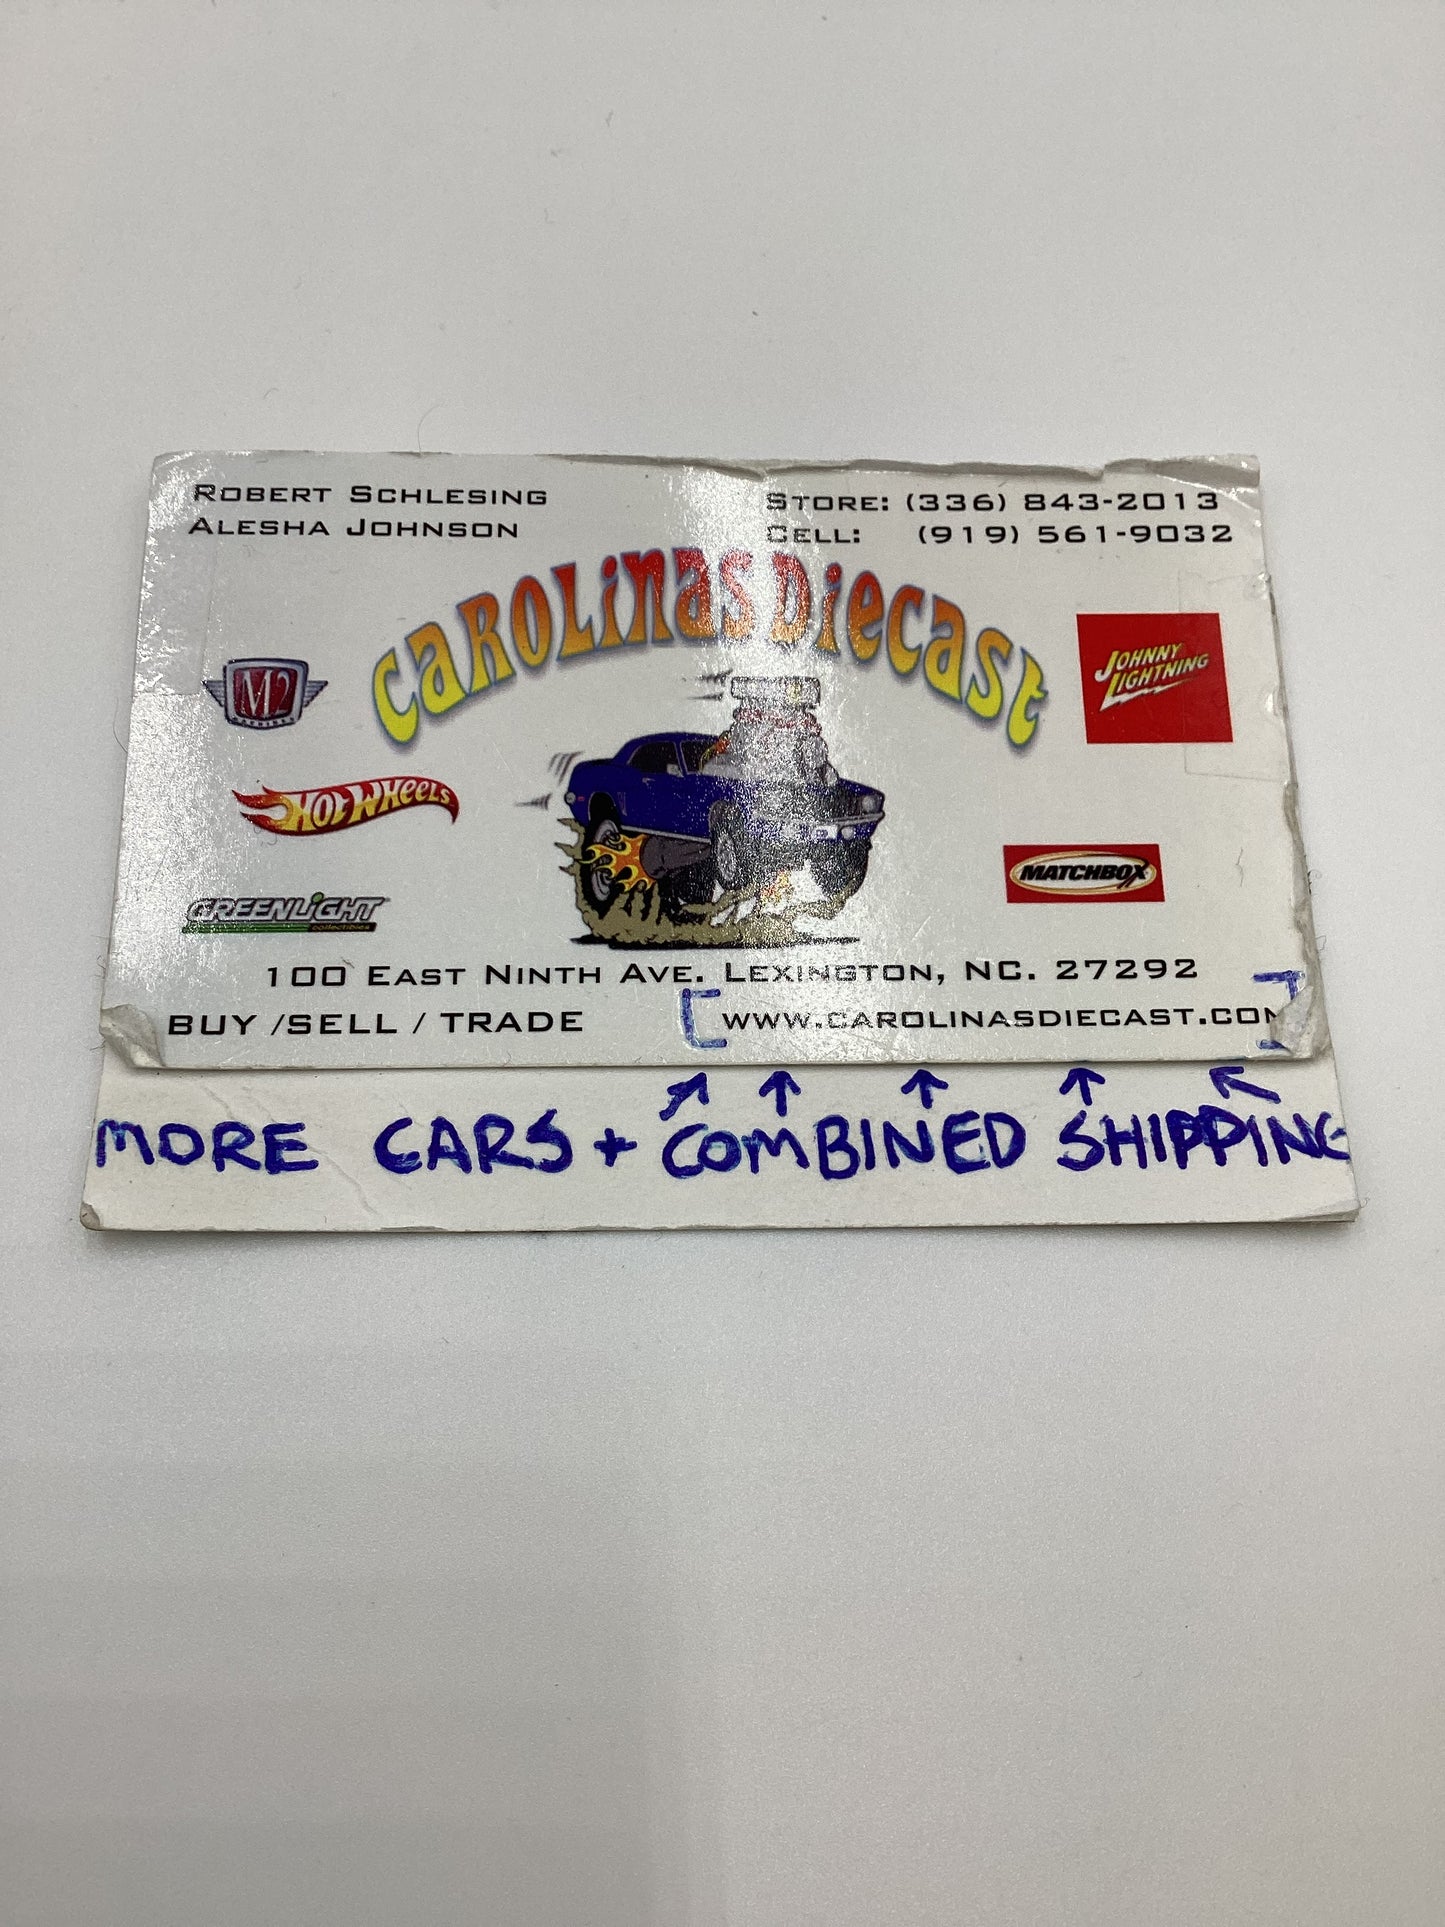 ROBERT SCHLESING
ALESHA JOHNSON
STORE: (336) 843-2013
CELL: (919) 561-9032
CAROLINAS DIECAST
M2
MACHINES
JOHNNY
LIGHTNING
HOT WHEELS
MATCHBOX
GREENLIGHT
collectibles
100 EAST NINTH AVE. LEXINGTON, NC. 27292
BUY /SELL / TRADE
WWW.CAROLINASDIECAST.COM
MORE CARS + COMBINED SHIPPING